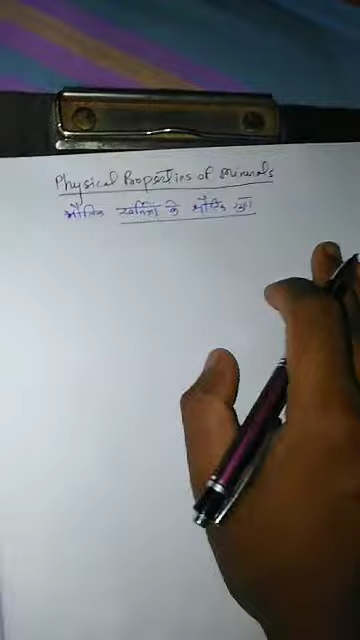 Physical Properties of Minerals
भौतिक खनिजों के भौतिक गुण